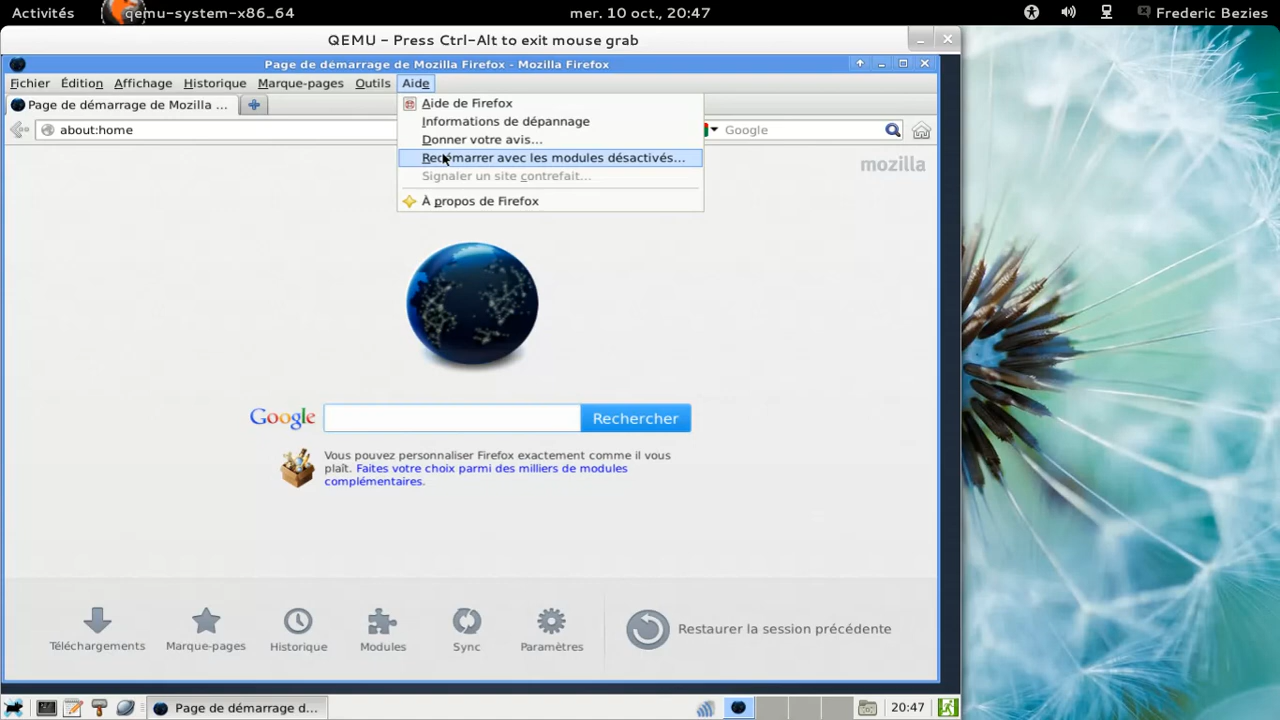 Activités qemu-system-x86_64 mer. 10 oct., 20:47 Frederic Bezies
QEMU - Press Ctrl-Alt to exit mouse grab
Page de démarrage de Mozilla Firefox - Mozilla Firefox
Fichier Édition Affichage Historique Marque-pages Outils Aide
Page de démarrage de Mozilla ...
about:home
Google
Aide de Firefox
Informations de dépannage
Donner votre avis...
Redémarrer avec les modules désactivés...
Signaler un site contrefait...
À propos de Firefox
mozilla
Google Rechercher
Vous pouvez personnaliser Firefox exactement comme il vous
plaît. Faites votre choix parmi des milliers de modules
complémentaires.
Téléchargements Marque-pages Historique Modules Sync Paramètres Restaurer la session précédente
Page de démarrage d... 20:47